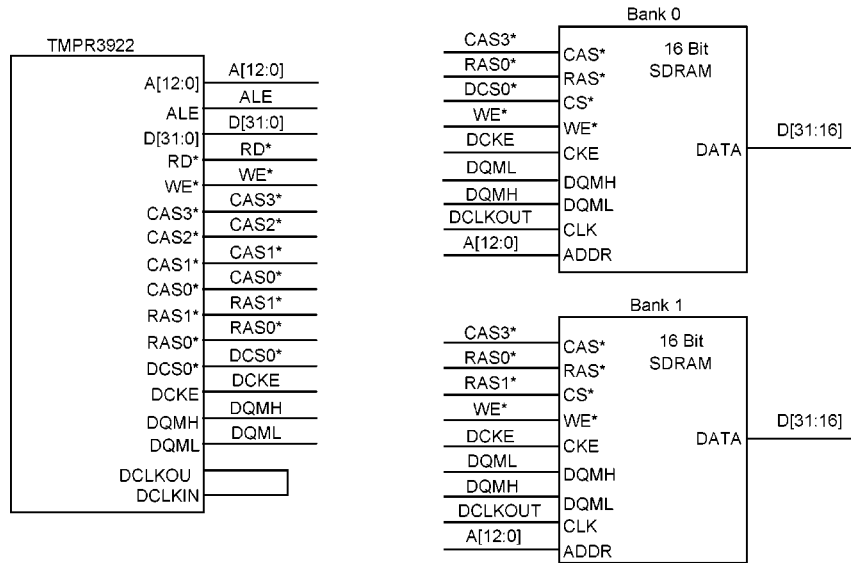 TMPR3922
A[12:0] A[12:0]
ALE ALE
D[31:0] D[31:0]
RD* RD*
WE* WE*
CAS3* CAS3*
CAS2* CAS2*
CAS1* CAS1*
CAS0* CAS0*
RAS1* RAS1*
RAS0* RAS0*
DCS0* DCS0*
DCKE DCKE
DQMH DQMH
DQML DQML
DCLKOU
DCLKIN
Bank 0
16 Bit
SDRAM
CAS3* CAS*
RAS0* RAS*
DCS0* CS*
WE* WE*
DCKE CKE
DATA D[31:16]
DQML DQMH
DQMH DQML
DCLKOUT CLK
A[12:0] ADDR
Bank 1
16 Bit
SDRAM
CAS3* CAS*
RAS0* RAS*
RAS1* CS*
WE* WE*
DCKE CKE
DATA D[31:16]
DQML DQMH
DQMH DQML
DCLKOUT CLK
A[12:0] ADDR